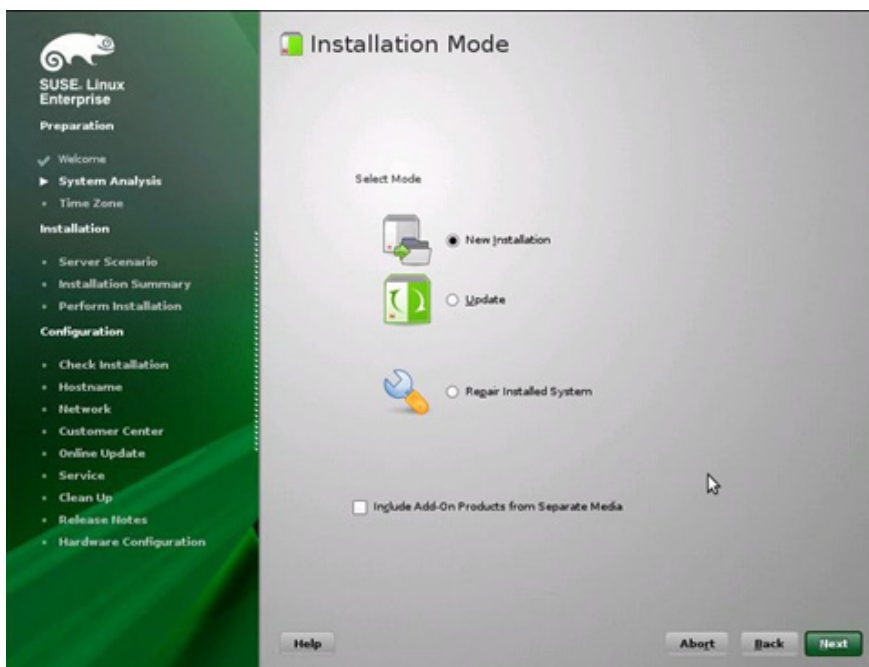 SUSE. Linux
Enterprise
Preparation
Welcome
System Analysis
Time Zone
Installation
Server Scenario
Installation Summary
Perform Installation
Configuration
Check Installation
Hostname
Network
Customer Center
Online Update
Service
Clean Up
Release Notes
Hardware Configuration
Installation Mode
Select Mode
New Installation
Update
Repair Installed System
Include Add-On Products from Separate Media
Help
Abort
Back
Next